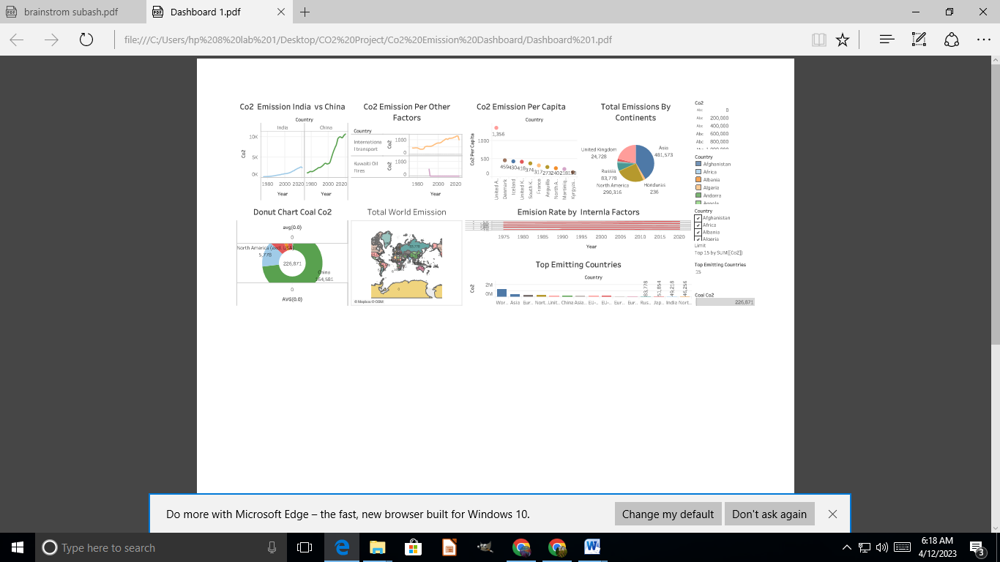 brainstrom subash.pdf
Dashboard 1.pdf
file:///C:/Users/hp%208%20lab%201/Desktop/CO2%20Project/Co2%20Emission%20Dashboard/Dashboard%201.pdf
Co2 Emission India vs China
Country
India China
Co2
10K
5K
0K
1980 2000 2020 1980 2000 2020
Year Year
Co2 Emission Per Other
Factors
Country
Internationa
l transport
Co2
1000
0
Kuwaiti Oil
Fires
Co2
1000
0
1980 2000 2020
Year
Co2 Emission Per Capita
Country
Co2 Per Capita
1,356
1000
500
0
459 430 418 374 317 273 240 218
United A..
Denmark
Iceland
United K..
South K..
France
Anguilla
North A..
Martiniq..
Kyrgyzs..
Total Emissions By
Continents
United Kingdom
24,728
Asia
481,573
Russia
83,778
North America
290,316
Honduras
236
Co2
Abc 0
Abc 200,000
Abc 400,000
Abc 600,000
Abc 800,000
Abc 1,000,000
Country
Afghanistan
Africa
Albania
Algeria
Andorra
Angola
Country
Afghanistan
Africa
Albania
Algeria
Limit
Top 15 by SUM([Co2])
Top Emitting Countries
15
Coal Co2
226,871
Donut Chart Coal Co2
avg(0.0)
0
North America (excl. USA)
5,778
226,871
China
164,581
0
AVG(0.0)
Total World Emission
© Mapbox © OSM
Emision Rate by Internla Factors
1975 1980 1985 1990 1995 2000 2005 2010 2015 2020
Year
Top Emitting Countries
Country
Co2
2M
0M
83,778
51,854
49,218
46,256
Wor.. Asia Eur.. Nort.. Unit.. China Asia.. EU-.. EU-.. Eur.. Eur.. Rus.. Jap.. India Nort..
Do more with Microsoft Edge – the fast, new browser built for Windows 10.
Change my default
Don't ask again
Type here to search
6:18 AM
4/12/2023
3